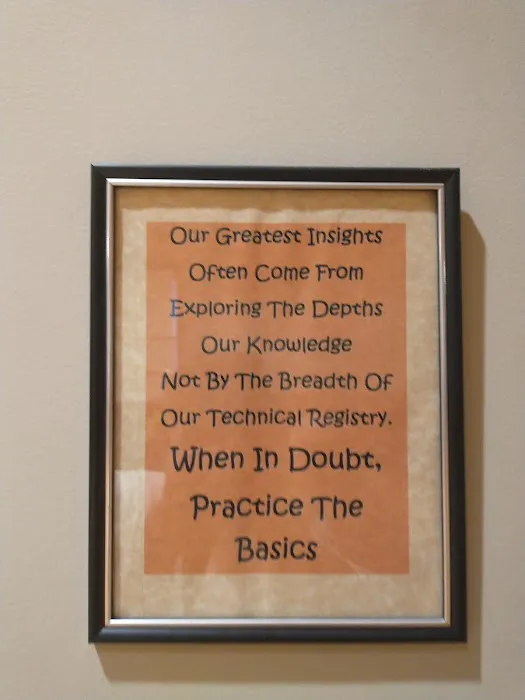 Our Greatest Insights
Often Come From
Exploring The Depths
Our Knowledge
Not By The Breadth Of
Our Technical Registry.
When In Doubt,
Practice The
Basics